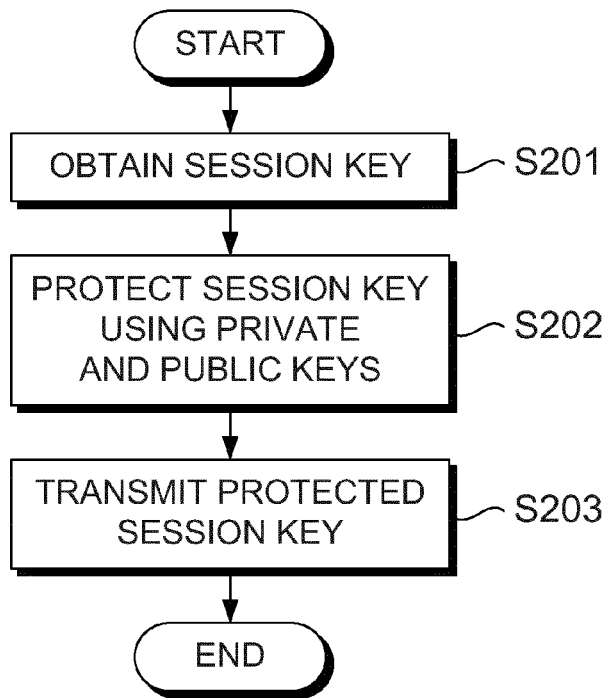 START
OBTAIN SESSION KEY
S201
PROTECT SESSION KEY
USING PRIVATE
AND PUBLIC KEYS
S202
TRANSMIT PROTECTED
SESSION KEY
S203
END